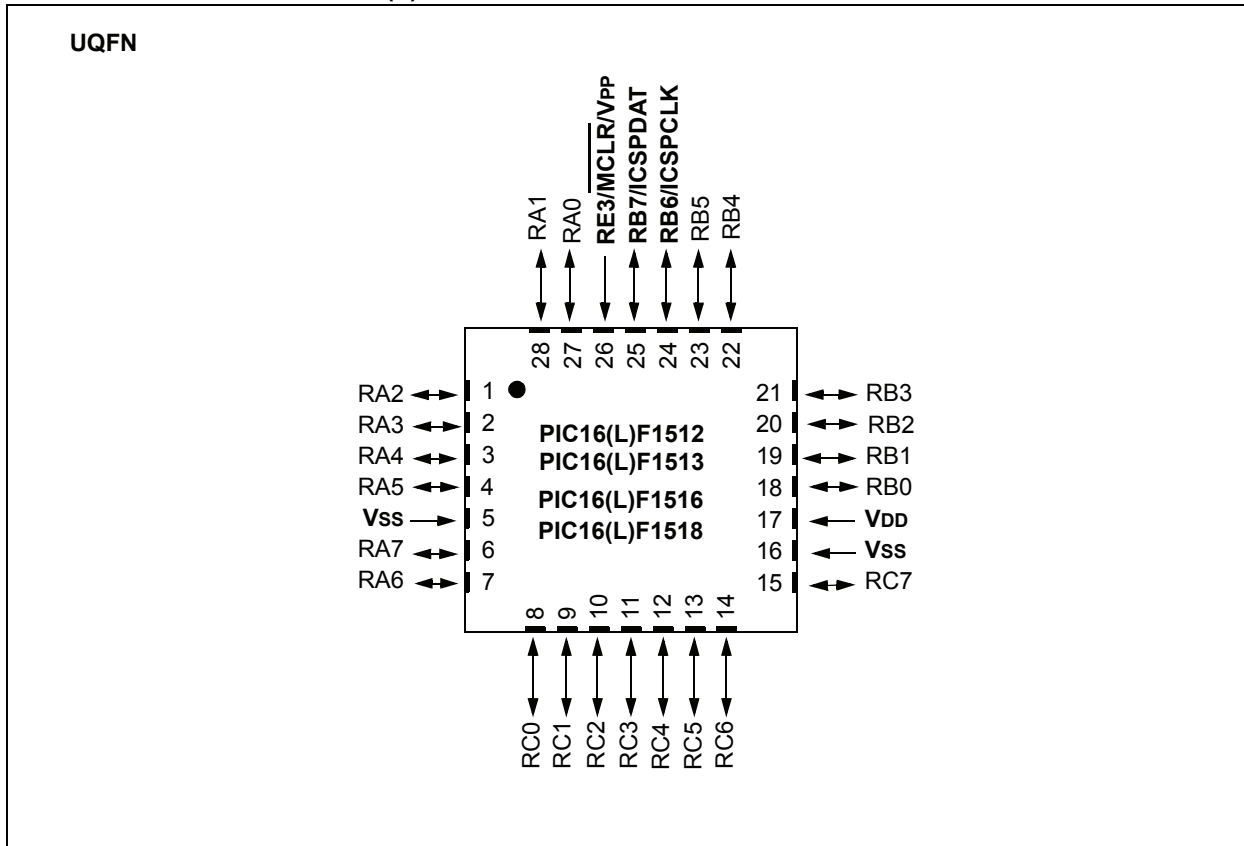 UQFN
RA1
RA0
RE3/MCLR/VPP
RB7/ICSPDAT
RB6/ICSPCLK
RB5
RB4
28
27
26
25
24
23
22
RA2 1
RA3 2
RA4 3
RA5 4
VSS 5
RA7 6
RA6 7
PIC16(L)F1512
PIC16(L)F1513
PIC16(L)F1516
PIC16(L)F1518
21 RB3
20 RB2
19 RB1
18 RB0
17 VDD
16 VSS
15 RC7
8
9
10
11
12
13
14
RC0
RC1
RC2
RC3
RC4
RC5
RC6